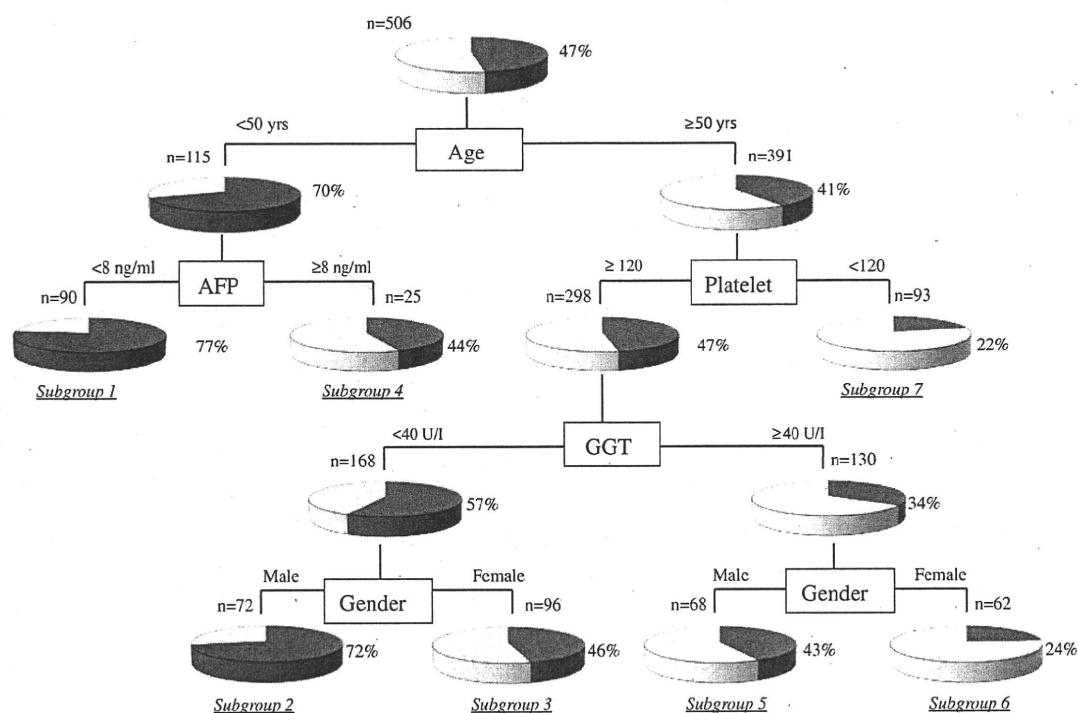 n=506
47%
<50 yrs
≥50 yrs
Age
n=115
n=391
70%
41%
<8 ng/ml
≥8 ng/ml
AFP
≥ 120
<120
Platelet
n=90
n=25
n=298
n=93
77%
44%
47%
22%
Subgroup 1
Subgroup 4
Subgroup 7
<40 U/I
≥40 U/I
GGT
n=168
n=130
57%
34%
Male
Female
Gender
Male
Female
Gender
n=72
n=96
n=68
n=62
72%
46%
43%
24%
Subgroup 2
Subgroup 3
Subgroup 5
Subgroup 6